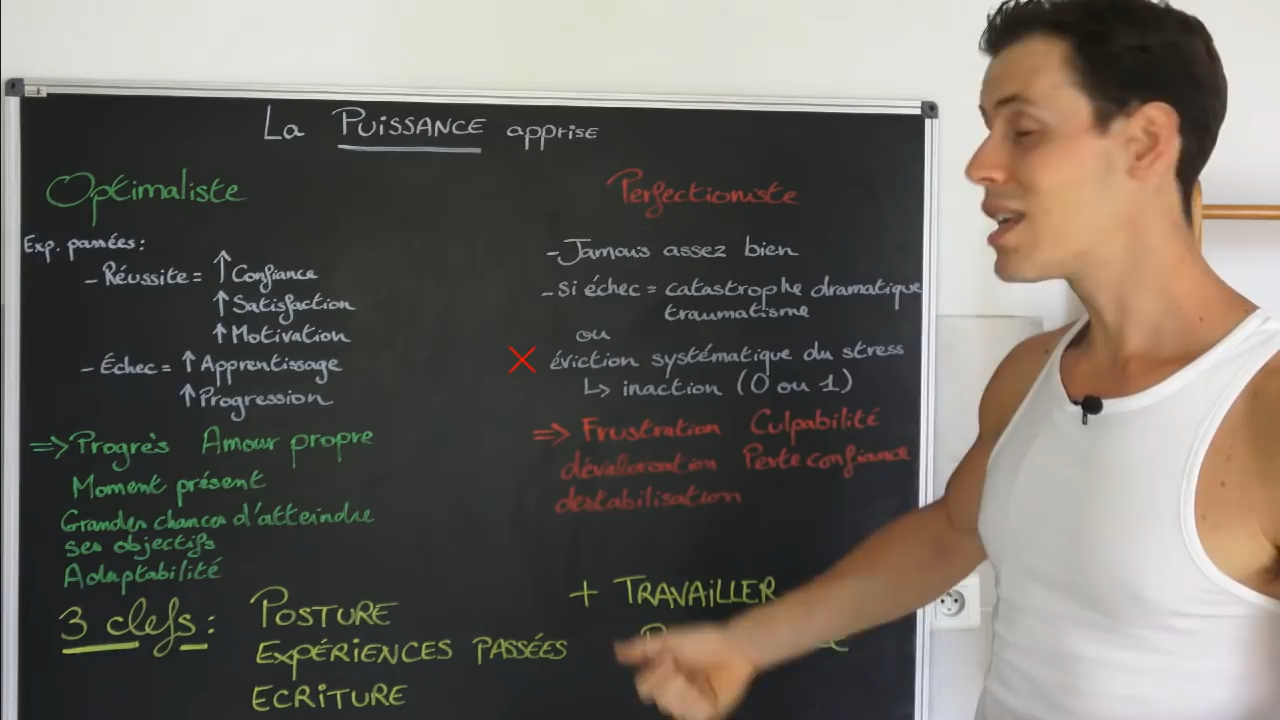 La PUISSANCE apprise
Optimaliste
Exp. passées :
- Réussite = ↑ Confiance
↑ Satisfaction
↑ Motivation
- Échec = ↑ Apprentissage
↑ Progression
=> Progrès Amour propre
Moment présent
Grandes chances d'atteindre
ses objectifs
Adaptabilité
Perfectioniste
- Jamais assez bien
- si échec = catastrophe dramatique
traumatisme
ou
X éviction systématique du stress
↳ inaction (0 ou 1)
=> Frustration Culpabilité
dévalorsation Perte confiance
destabilisation
3 clefs : POSTURE
EXPÉRIENCES PASSÉES
ECRITURE
+ TRAVAILLER